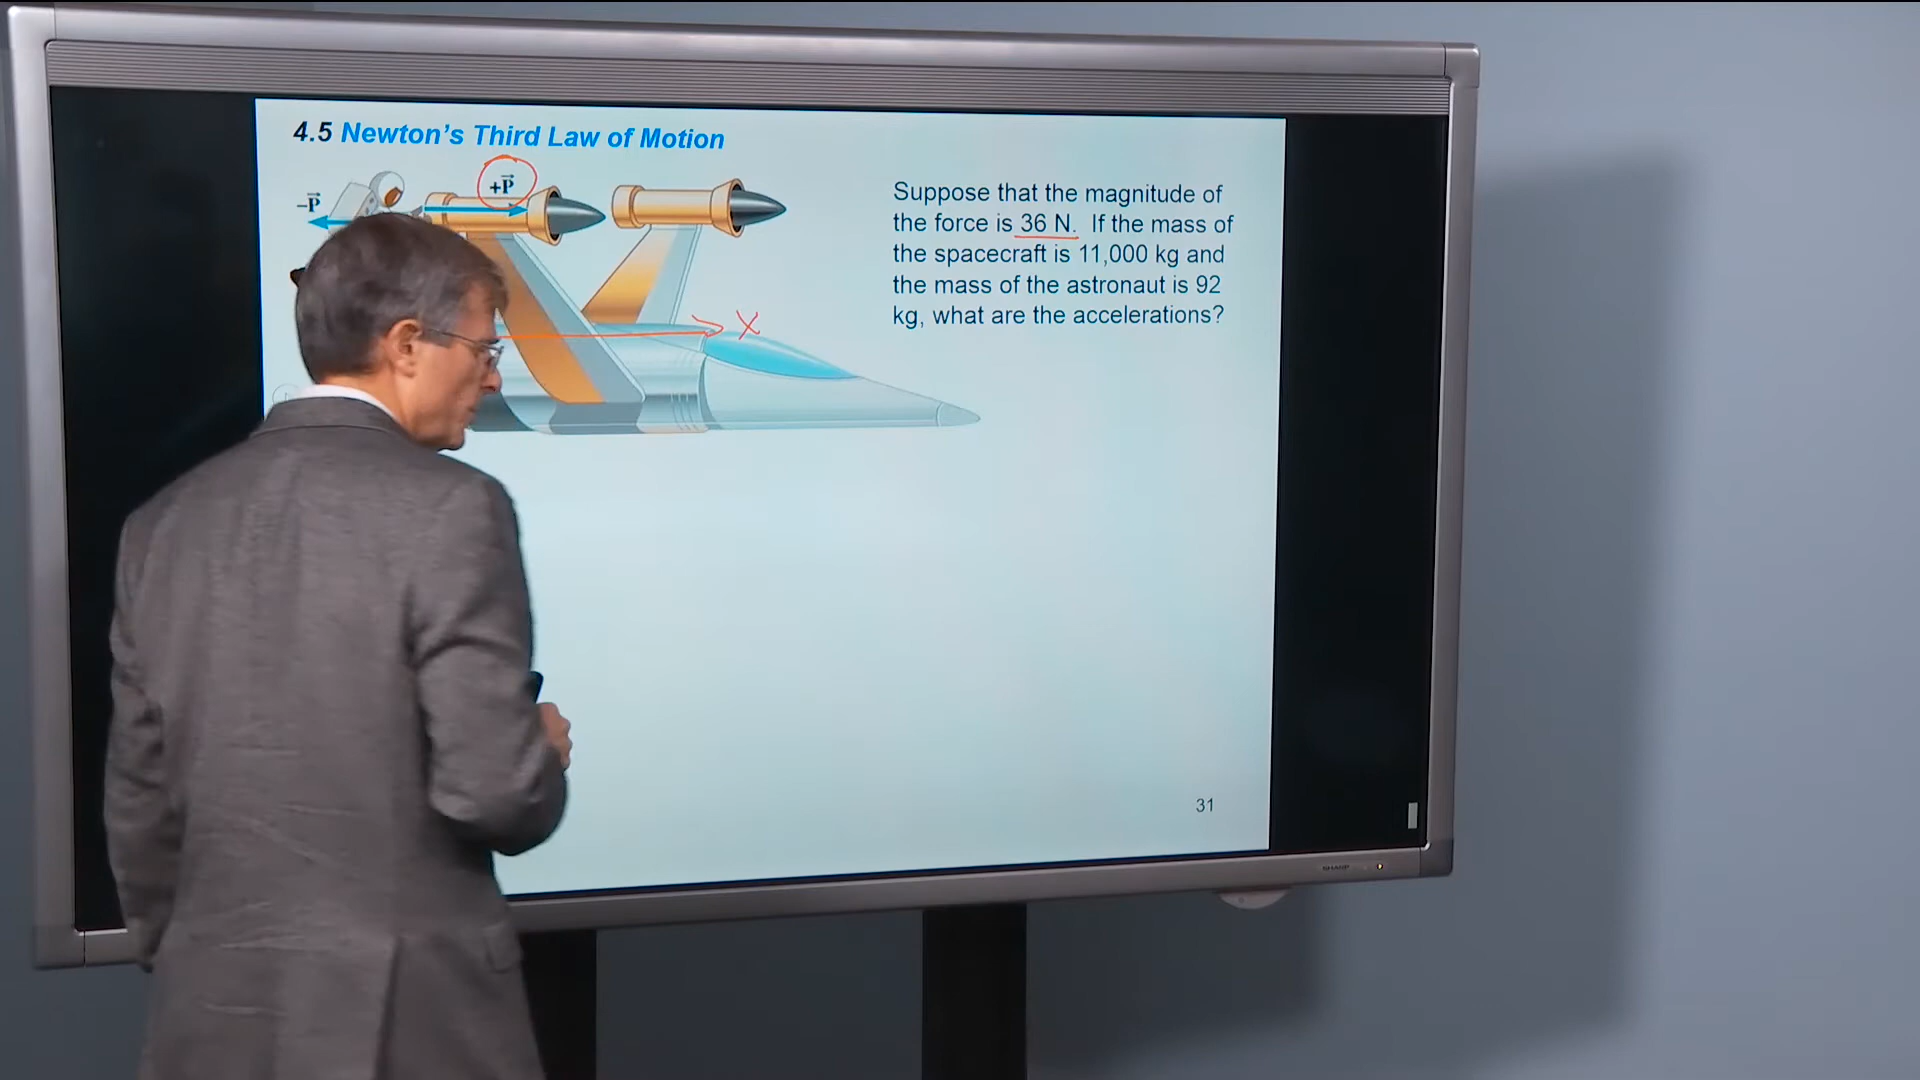 4.5 Newton's Third Law of Motion
+P⃗
−P⃗
Suppose that the magnitude of
the force is 36 N. If the mass of
the spacecraft is 11,000 kg and
the mass of the astronaut is 92
kg, what are the accelerations?
X
31
SHARP